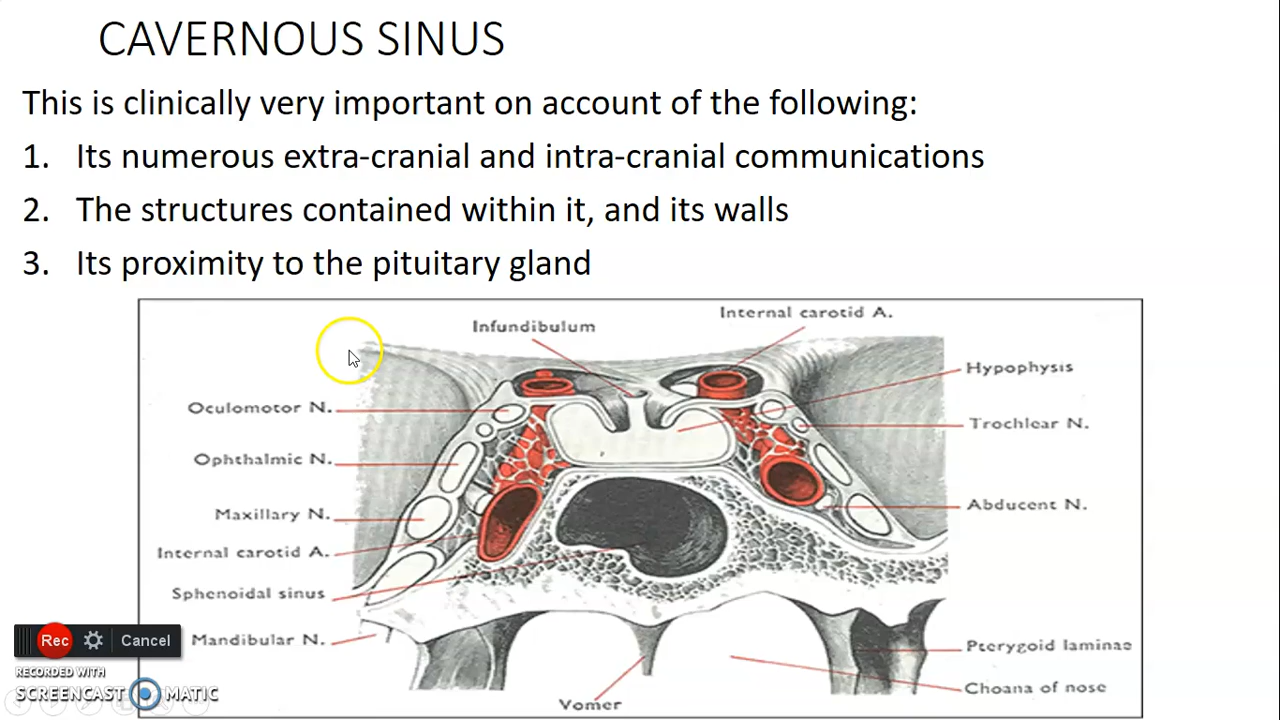 CAVERNOUS SINUS
This is clinically very important on account of the following:
1. Its numerous extra-cranial and intra-cranial communications
2. The structures contained within it, and its walls
3. Its proximity to the pituitary gland
Internal carotid A.
Infundibulum
Hypophysis
Oculomotor N.
Trochlear N.
Ophthalmic N.
Abducent N.
Maxillary N.
Internal carotid A.
Sphenoidal sinus
Mandibular N.
Pterygoid laminae
Choana of nose
Vomer
Rec Cancel
RECORDED WITH
SCREENCAST MATIC